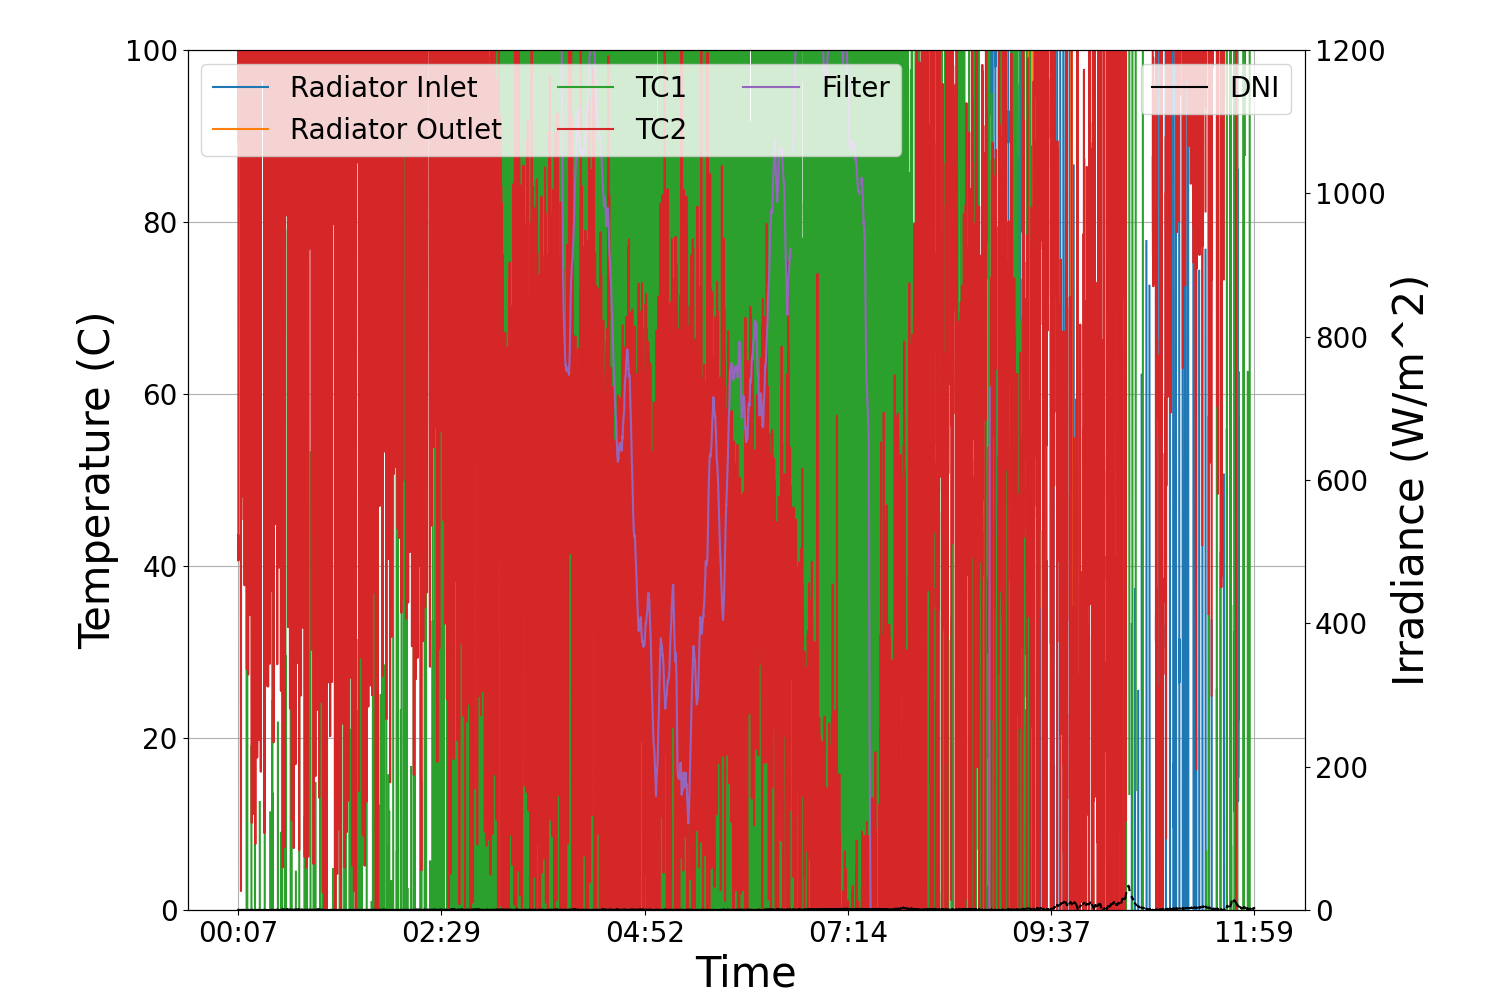 100
80
60
40
20
0
Temperature (C)
Radiator Inlet
Radiator Outlet
TC1
TC2
Filter
DNI
1200
1000
800
600
400
200
0
Irradiance (W/m^2)
00:07
02:29
04:52
07:14
09:37
11:59
Time